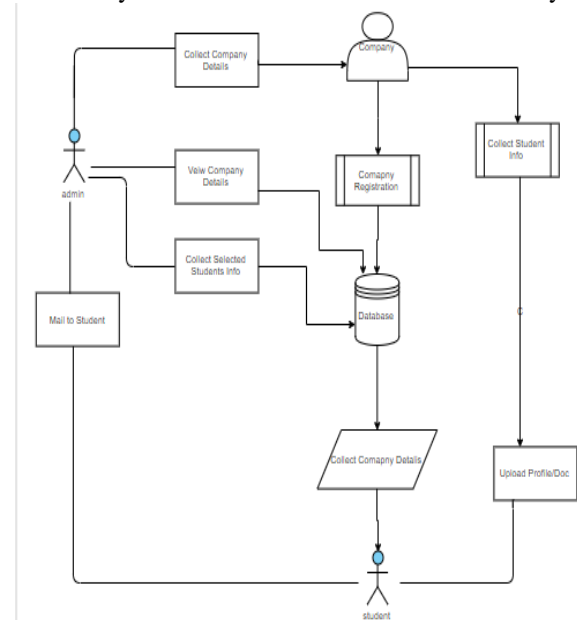 Collect Company
Details
Company
Collect Student
Info
admin
Veiw Company
Details
Comapny
Registration
Collect Selected
Students Info
Mail to Student
Database
C
Collect Comapny Details
Upload Profile/Doc
student